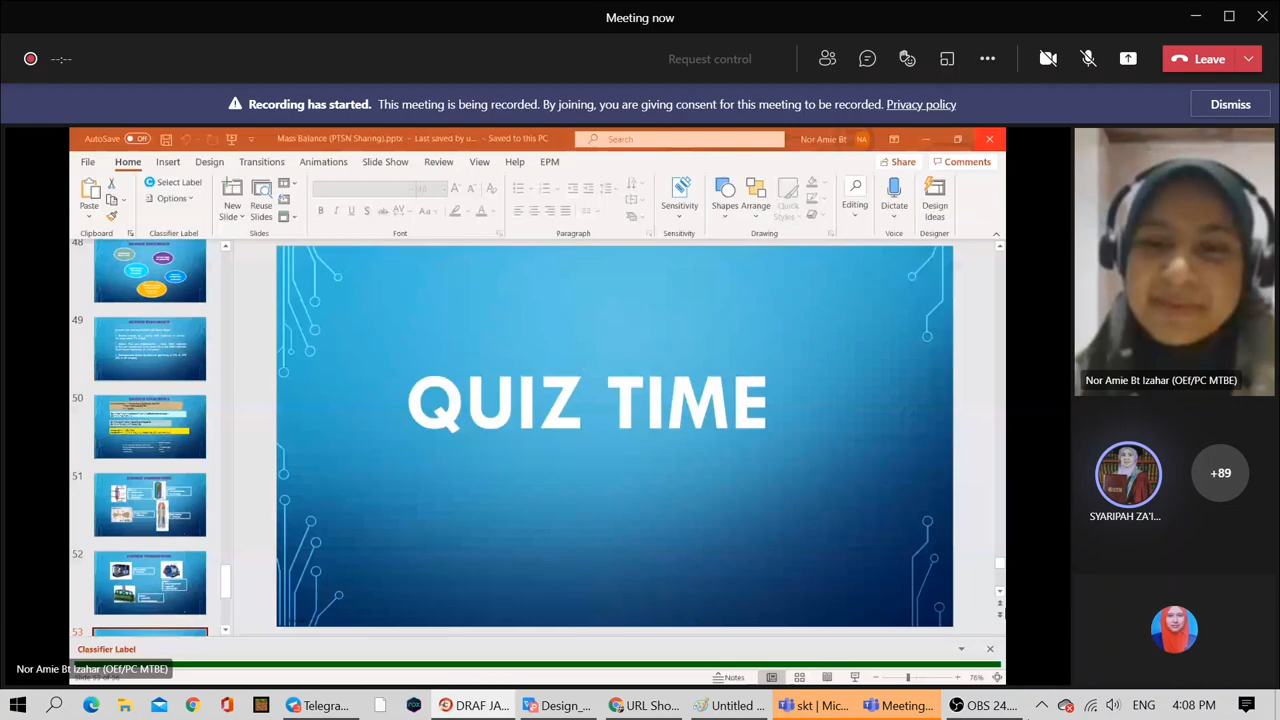 Meeting now
--:--
Request control
Leave
Recording has started. This meeting is being recorded. By joining, you are giving consent for this meeting to be recorded. Privacy policy
Dismiss
AutoSave Off
Mass Balance (PTSN Sharing).pptx - Last saved by u... - Saved to this PC
Search
Nor Amie Bt NA
File Home Insert Design Transitions Animations Slide Show Review View Help EPM
Share Comments
Paste
Select Label
Options
New Slide
Reuse Slides
Sensitivity
Shapes Arrange Quick Styles
Editing
Dictate
Design Ideas
Clipboard Classifier Label Slides Font Paragraph Sensitivity Drawing Voice Designer
48
49
50
51
52
53
QUIZ TIME
Nor Amie Bt Izahar (OEf/PC MTBE)
+89
SYARIPAH ZA'I...
Classifier Label
Nor Amie Bt Izahar (OEf/PC MTBE)
Notes
76%
Telegra...
DRAF JA...
Design_...
URL Sho...
Untitled ...
skt | Mic...
Meeting...
OBS 24....
ENG
4:08 PM